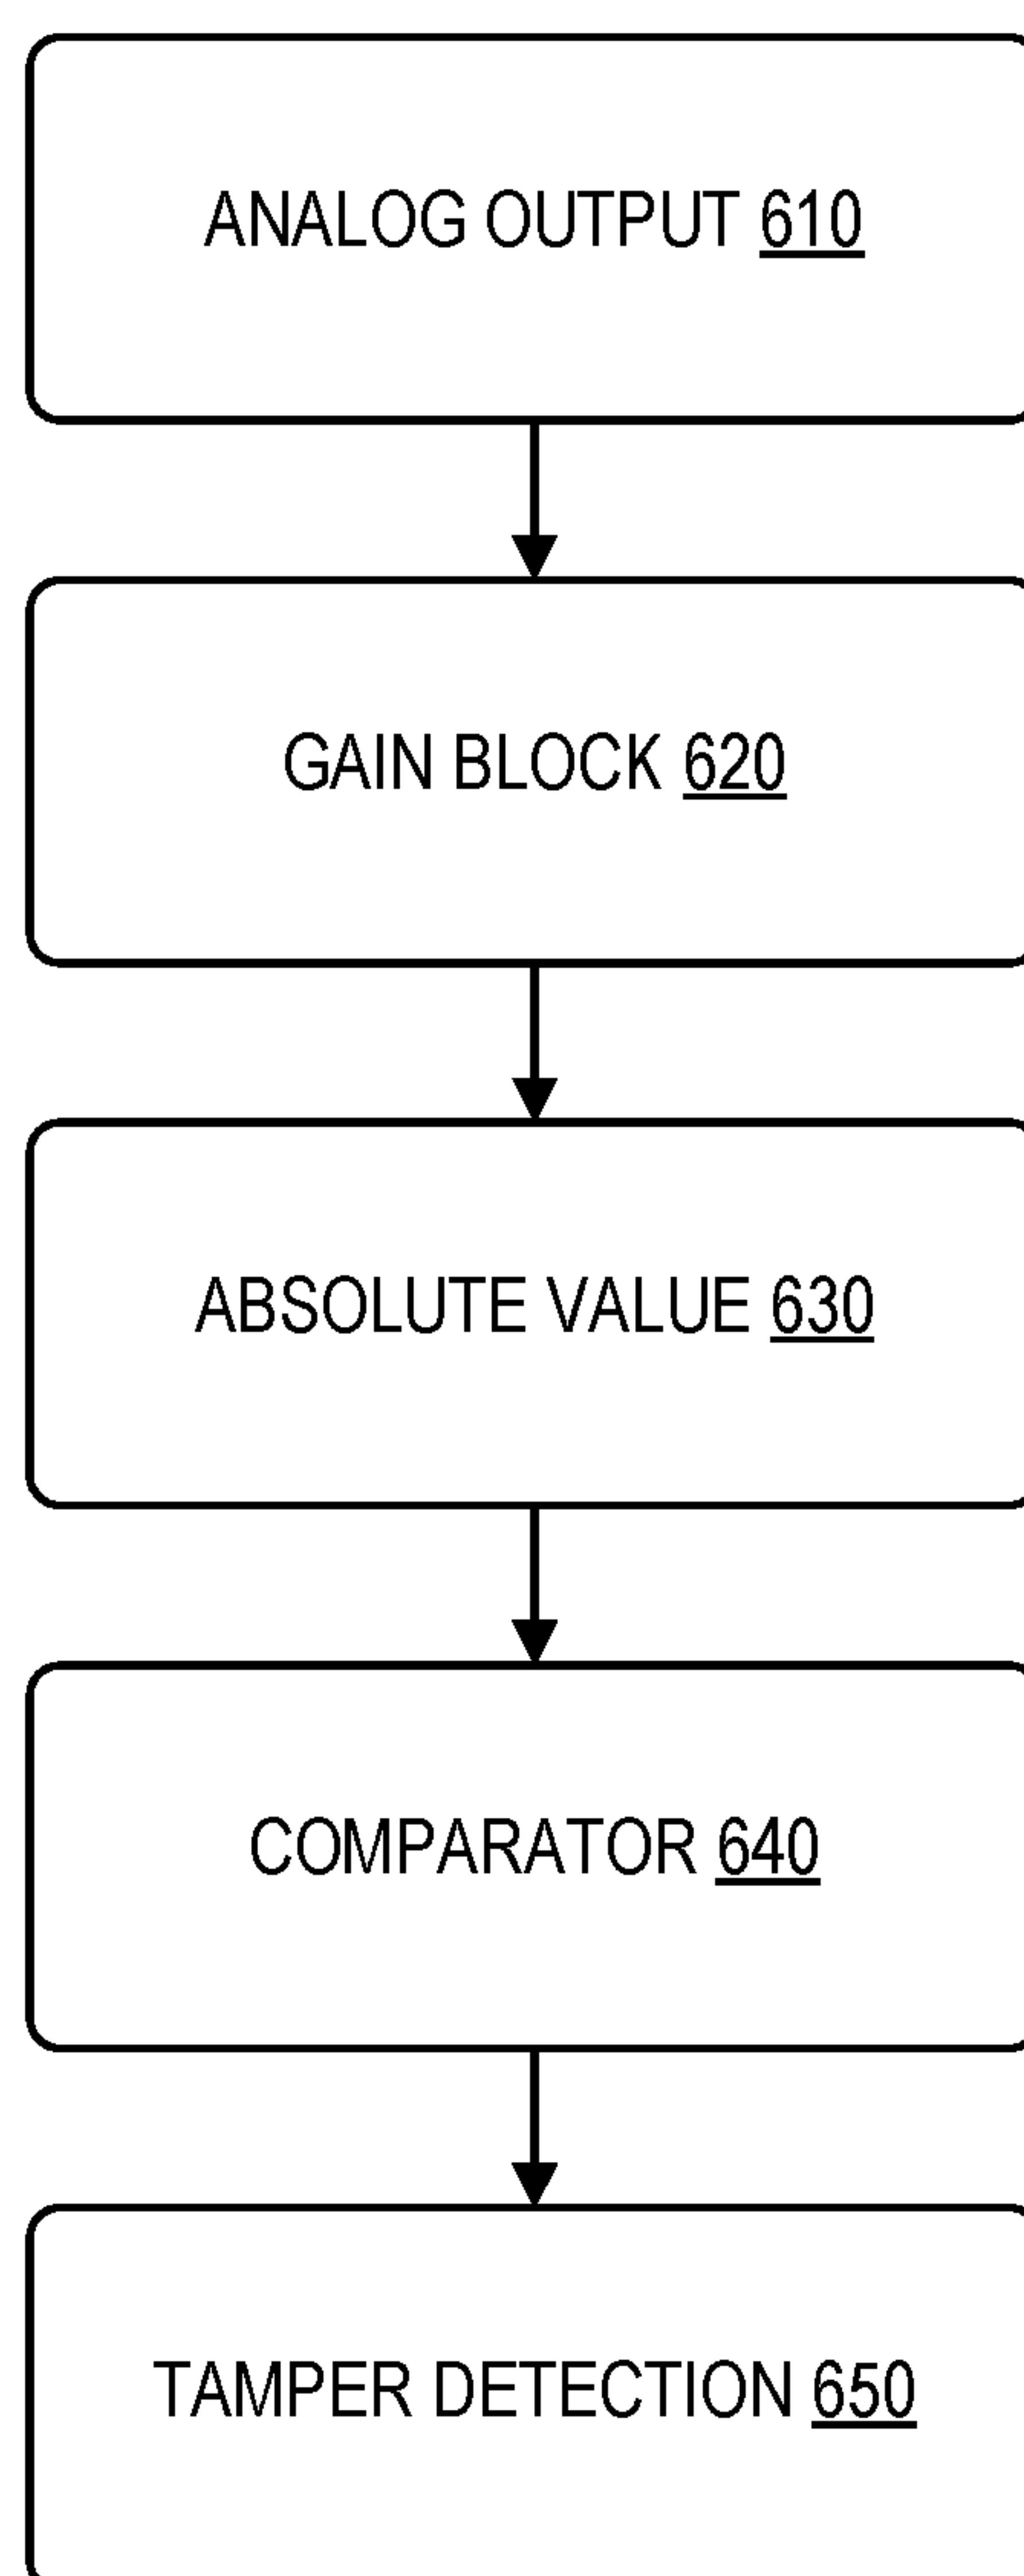 ANALOG OUTPUT 610
GAIN BLOCK 620
ABSOLUTE VALUE 630
COMPARATOR 640
TAMPER DETECTION 650